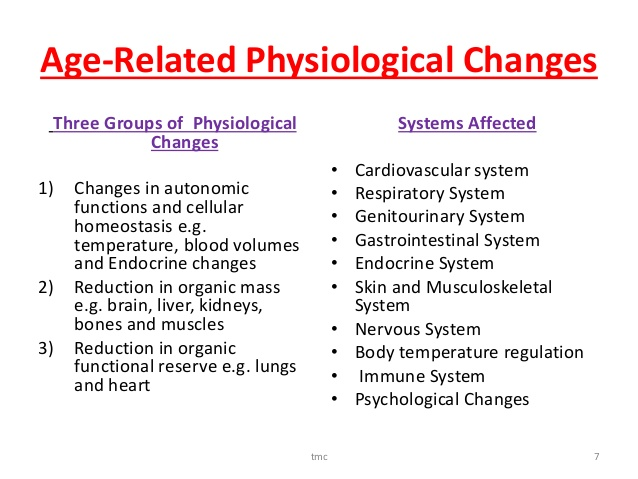 Age-Related Physiological Changes
Three Groups of Physiological
Changes
1) Changes in autonomic
functions and cellular
homeostasis e.g.
temperature, blood volumes
and Endocrine changes
2) Reduction in organic mass
e.g. brain, liver, kidneys,
bones and muscles
3) Reduction in organic
functional reserve e.g. lungs
and heart
Systems Affected
• Cardiovascular system
• Respiratory System
• Genitourinary System
• Gastrointestinal System
• Endocrine System
• Skin and Musculoskeletal
System
• Nervous System
• Body temperature regulation
• Immune System
• Psychological Changes
tmc
7